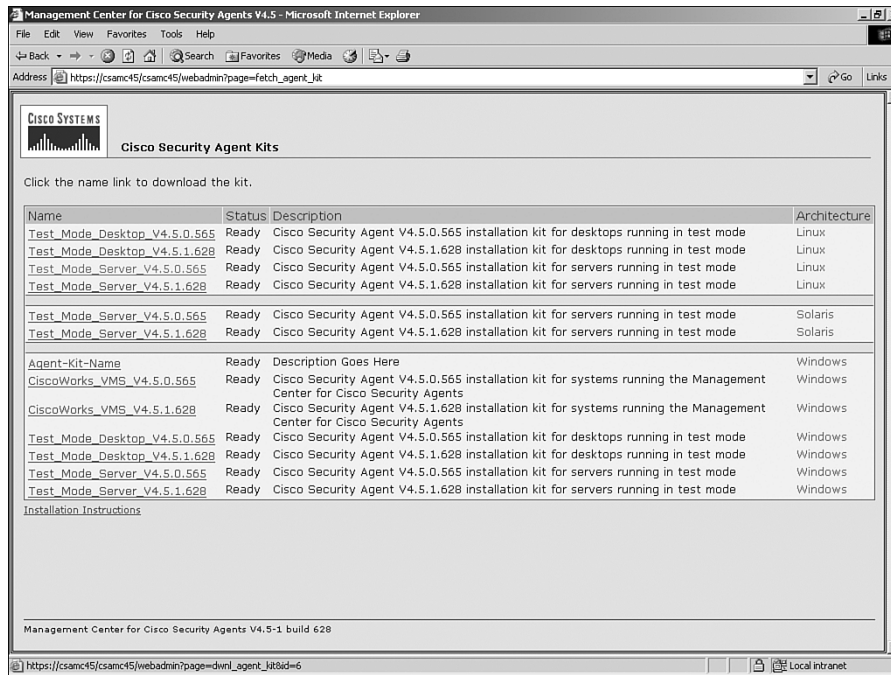 Management Center for Cisco Security Agents V4.5 - Microsoft Internet Explorer
File Edit View Favorites Tools Help
Back Search Favorites Media
Address https://csamc45/csamc45/webadmin?page=fetch_agent_kit Go Links
CISCO SYSTEMS
Cisco Security Agent Kits
Click the name link to download the kit.
Name Status Description Architecture
Test_Mode_Desktop_V4.5.0.565 Ready Cisco Security Agent V4.5.0.565 installation kit for desktops running in test mode Linux
Test_Mode_Desktop_V4.5.1.628 Ready Cisco Security Agent V4.5.1.628 installation kit for desktops running in test mode Linux
Test_Mode_Server_V4.5.0.565 Ready Cisco Security Agent V4.5.0.565 installation kit for servers running in test mode Linux
Test_Mode_Server_V4.5.1.628 Ready Cisco Security Agent V4.5.1.628 installation kit for servers running in test mode Linux
Test_Mode_Server_V4.5.0.565 Ready Cisco Security Agent V4.5.0.565 installation kit for servers running in test mode Solaris
Test_Mode_Server_V4.5.1.628 Ready Cisco Security Agent V4.5.1.628 installation kit for servers running in test mode Solaris
Agent-Kit-Name Ready Description Goes Here Windows
CiscoWorks_VMS_V4.5.0.565 Ready Cisco Security Agent V4.5.0.565 installation kit for systems running the Management Windows
Center for Cisco Security Agents
CiscoWorks_VMS_V4.5.1.628 Ready Cisco Security Agent V4.5.1.628 installation kit for systems running the Management Windows
Center for Cisco Security Agents
Test_Mode_Desktop_V4.5.0.565 Ready Cisco Security Agent V4.5.0.565 installation kit for desktops running in test mode Windows
Test_Mode_Desktop_V4.5.1.628 Ready Cisco Security Agent V4.5.1.628 installation kit for desktops running in test mode Windows
Test_Mode_Server_V4.5.0.565 Ready Cisco Security Agent V4.5.0.565 installation kit for servers running in test mode Windows
Test_Mode_Server_V4.5.1.628 Ready Cisco Security Agent V4.5.1.628 installation kit for servers running in test mode Windows
Installation Instructions
Management Center for Cisco Security Agents V4.5-1 build 628
https://csamc45/csamc45/webadmin?page=dwnl_agent_kit&id=6 Local intranet